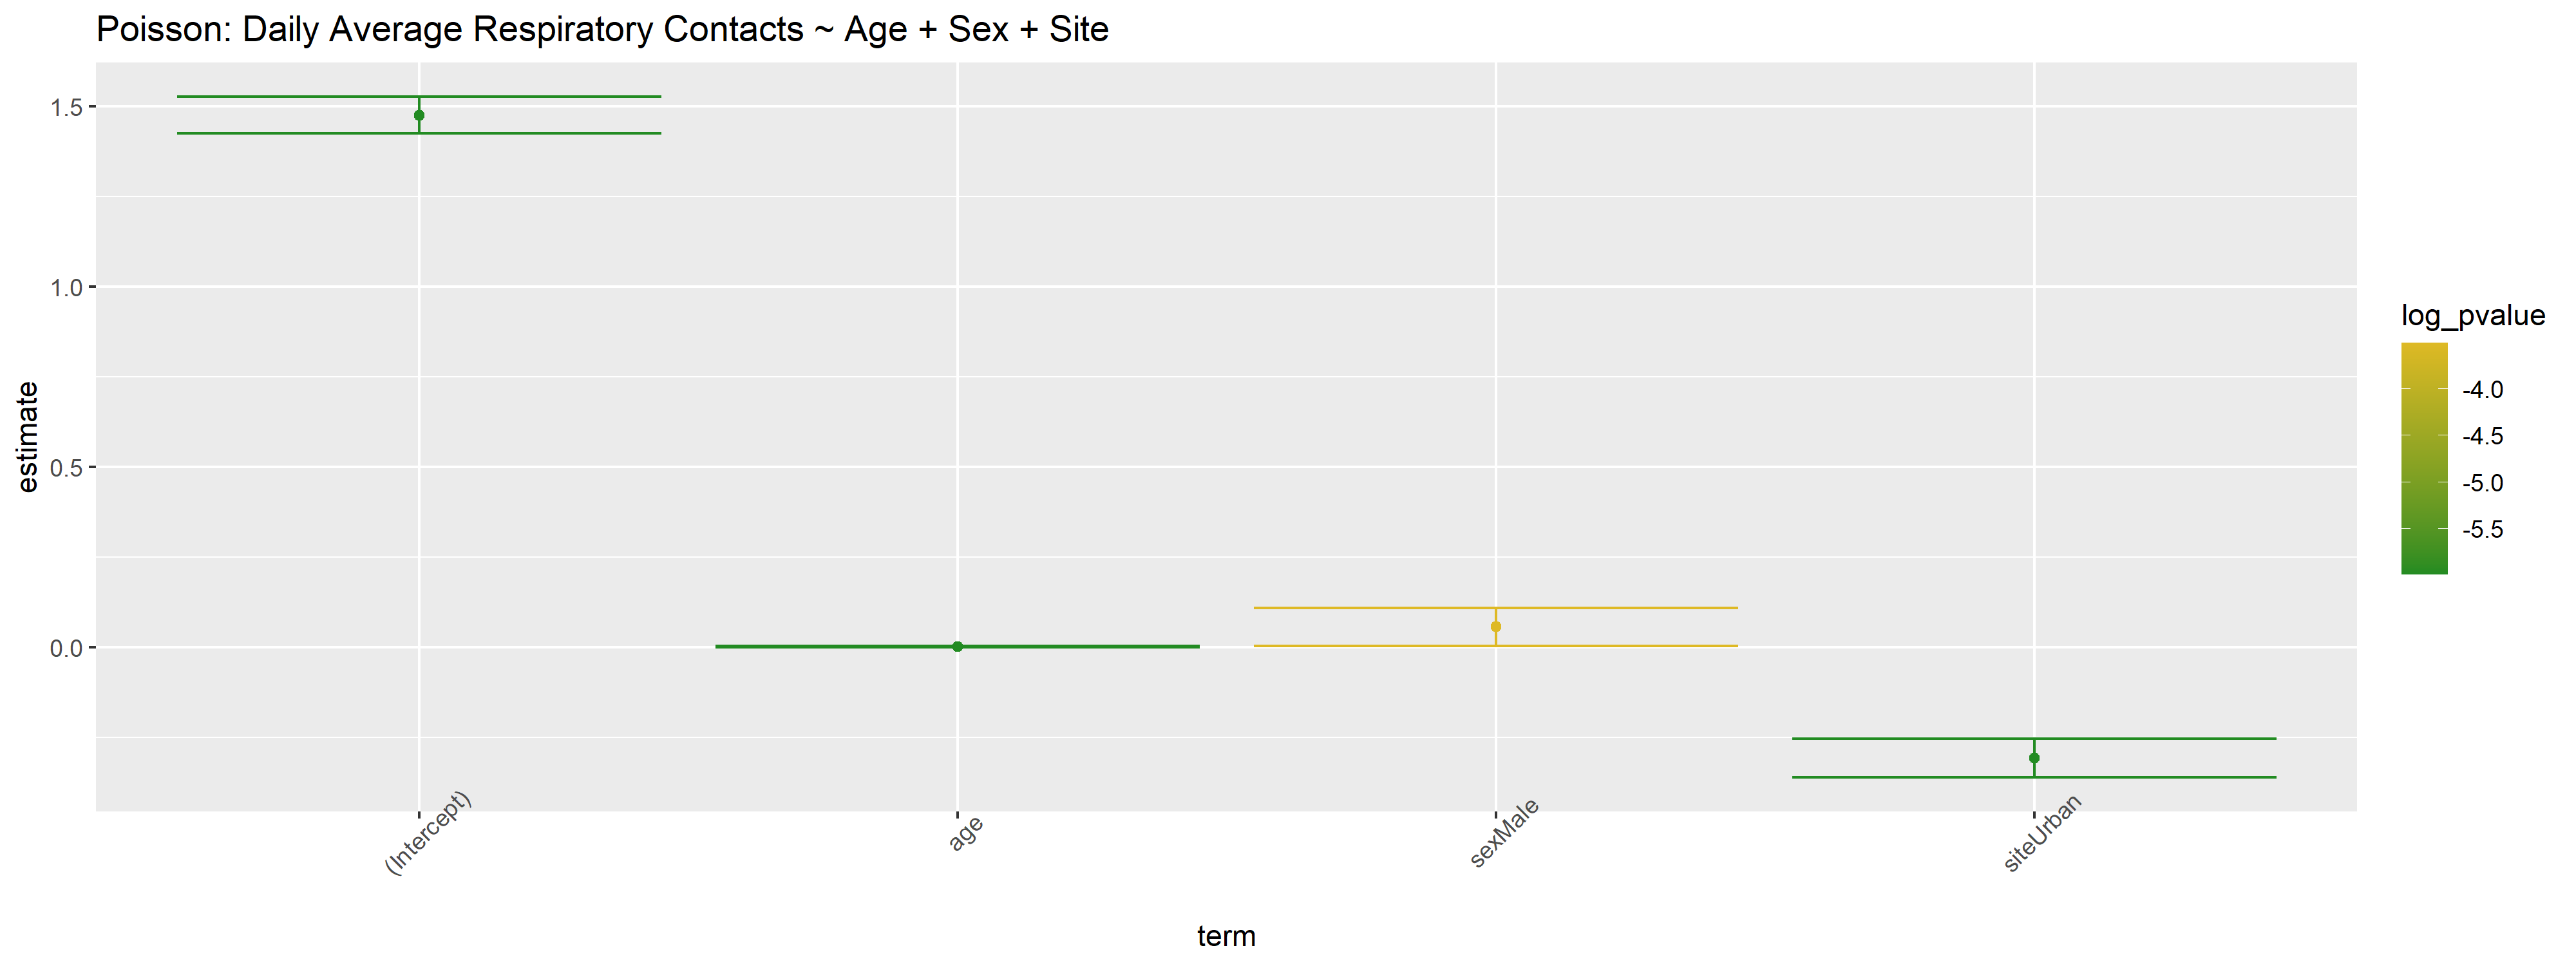 Poisson: Daily Average Respiratory Contacts ~ Age + Sex + Site
1.5
1.0
0.5
0.0
estimate
(Intercept)
age
sexMale
siteUrban
term
log_pvalue
-4.0
-4.5
-5.0
-5.5